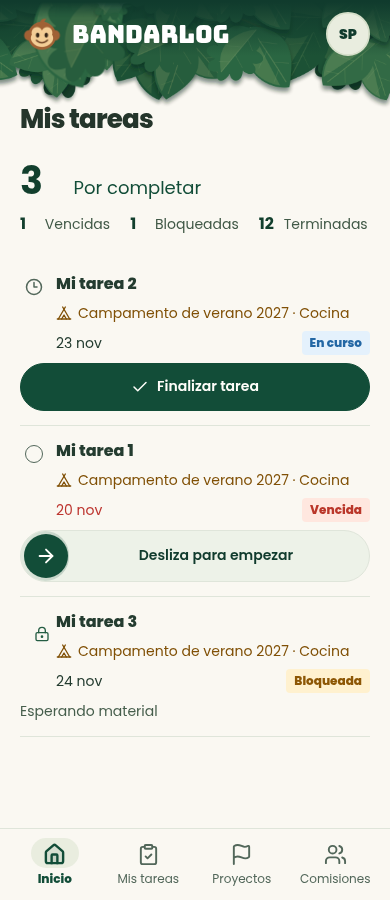 BANDARLOG
SP
Mis tareas
3 Por completar
1 Vencidas 1 Bloqueadas 12 Terminadas
Mi tarea 2
Campamento de verano 2027 · Cocina
23 nov En curso
Finalizar tarea
Mi tarea 1
Campamento de verano 2027 · Cocina
20 nov Vencida
Desliza para empezar
Mi tarea 3
Campamento de verano 2027 · Cocina
24 nov Bloqueada
Esperando material
Inicio Mis tareas Proyectos Comisiones